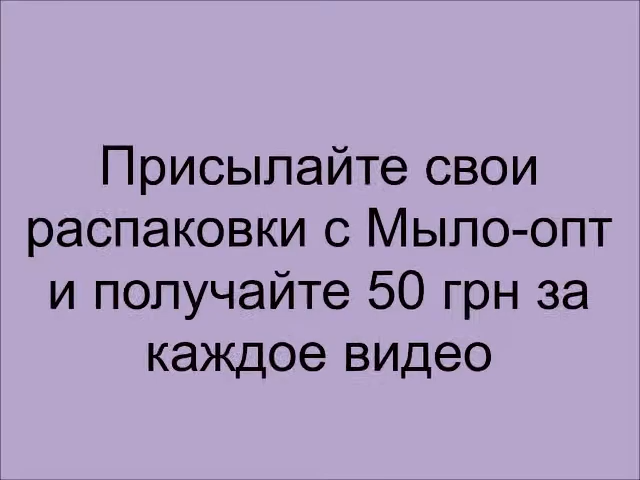 Присылайте свои
распаковки с Мыло-опт
и получайте 50 грн за
каждое видео